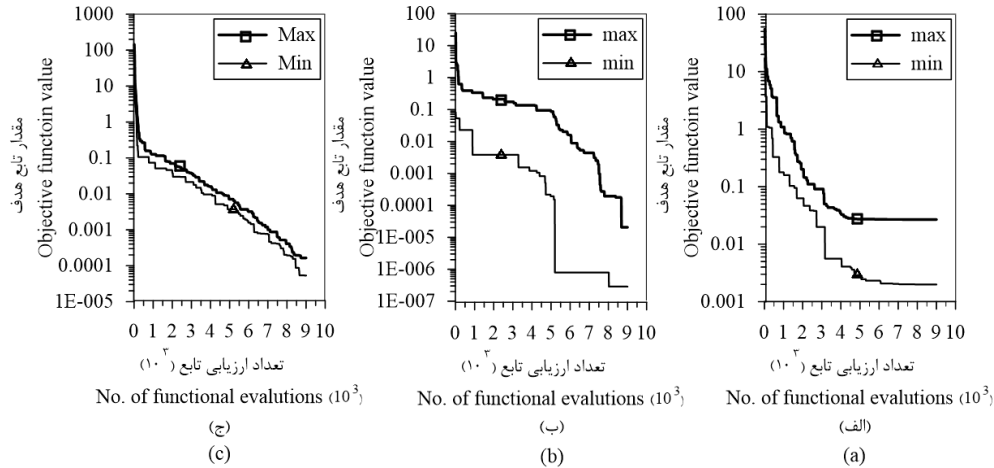 1000
100
10
1
0.1
0.01
0.001
0.0001
1E-005
Max
Min
مقدار تابع هدف
Objective functoin value
0 1 2 3 4 5 6 7 8 9 10
تعداد ارزیابی تابع (۱۰^۳)
No. of functional evalutions (10^3)
(ج)
(c)
100
10
1
0.1
0.01
0.001
0.0001
1E-005
1E-006
1E-007
max
min
مقدار تابع هدف
Objective functoin value
0 1 2 3 4 5 6 7 8 9 10
تعداد ارزیابی تابع (۱۰^۳)
No. of functional evalutions (10^3)
(ب)
(b)
100
10
1
0.1
0.01
0.001
max
min
مقدار تابع هدف
Objective functoin value
0 1 2 3 4 5 6 7 8 9 10
تعداد ارزیابی تابع (۱۰^۳)
No. of functional evalutions (10^3)
(الف)
(a)